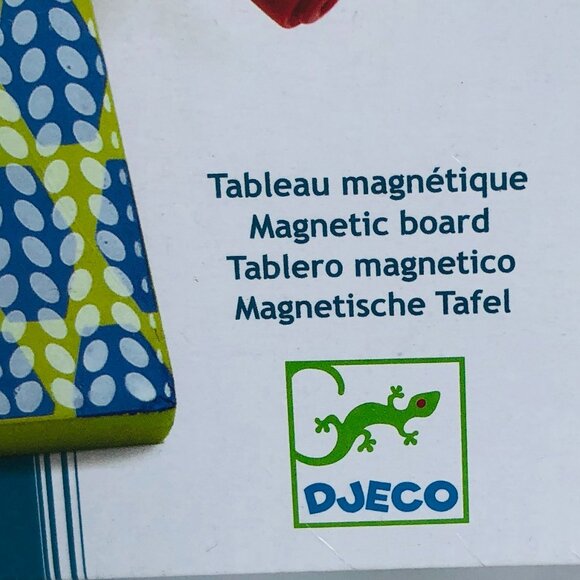 Tableau magnétique
Magnetic board
Tablero magnetico
Magnetische Tafel
DJECO